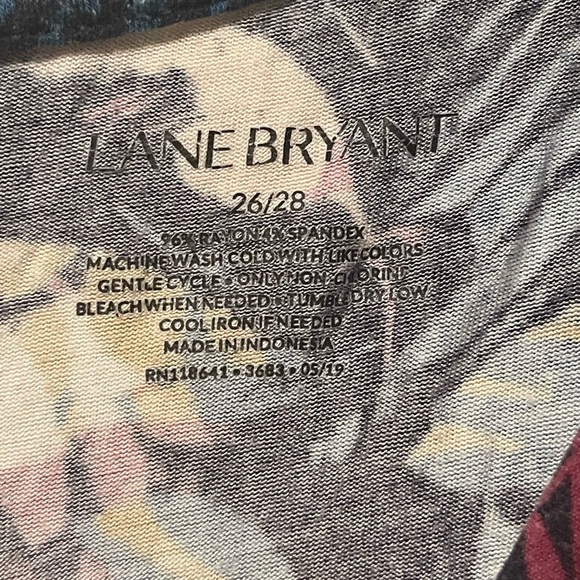 LANE BRYANT
26/28
96% RAYON 4% SPANDEX
MACHINE WASH COLD WITH LIKE COLORS
GENTLE CYCLE • ONLY NON-CHLORINE
BLEACH WHEN NEEDED • TUMBLE DRY LOW
COOL IRON IF NEEDED
MADE IN INDONESIA
RN118641 • 3683 • 05/19